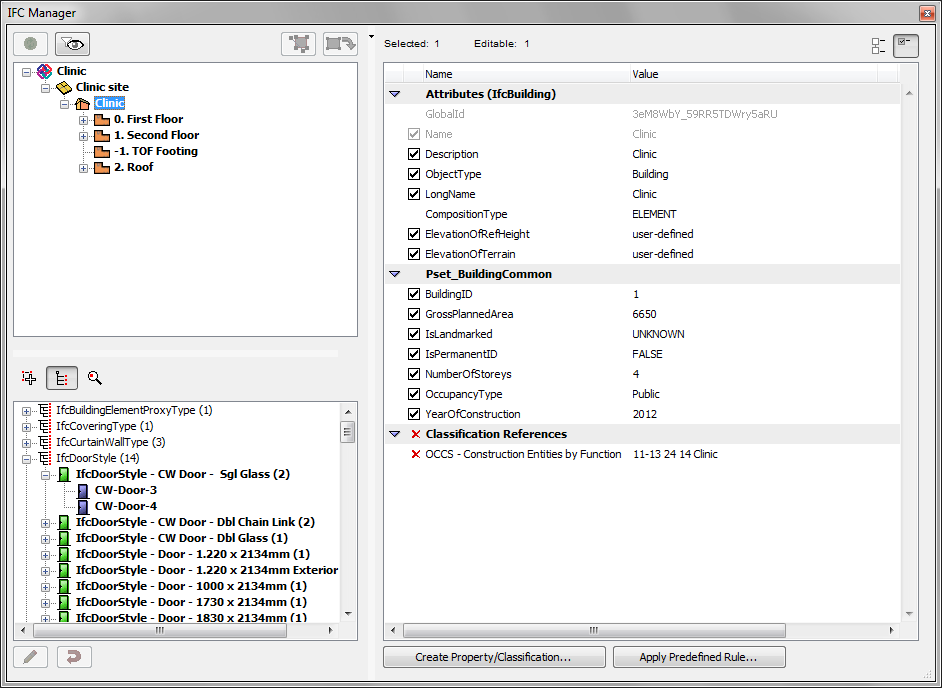 IFC Manager
Clinic
Clinic site
Clinic
0. First Floor
1. Second Floor
-1. TOF Footing
2. Roof
IfcBuildingElementProxyType (1)
IfcCoveringType (1)
IfcCurtainWallType (3)
IfcDoorStyle (14)
IfcDoorStyle - CW Door - Sgl Glass (2)
CW-Door-3
CW-Door-4
IfcDoorStyle - CW Door - Dbl Chain Link (2)
IfcDoorStyle - CW Door - Dbl Glass (1)
IfcDoorStyle - Door - 1.220 x 2134mm (1)
IfcDoorStyle - Door - 1.220 x 2134mm Exterior
IfcDoorStyle - Door - 1000 x 2134mm (1)
IfcDoorStyle - Door - 1730 x 2134mm (1)
IfcDoorStyle - Door - 1830 x 2134mm (1)
Selected: 1 Editable: 1
Name Value
Attributes (IfcBuilding)
GlobalId 3eM8WbY_59RR5TDWry5aRU
Name Clinic
Description Clinic
ObjectType Building
LongName Clinic
CompositionType ELEMENT
ElevationOfRefHeight user-defined
ElevationOfTerrain user-defined
Pset_BuildingCommon
BuildingID 1
GrossPlannedArea 6650
IsLandmarked UNKNOWN
IsPermanentID FALSE
NumberOfStoreys 4
OccupancyType Public
YearOfConstruction 2012
Classification References
OCCS - Construction Entities by Function 11-13 24 14 Clinic
Create Property/Classification... Apply Predefined Rule...